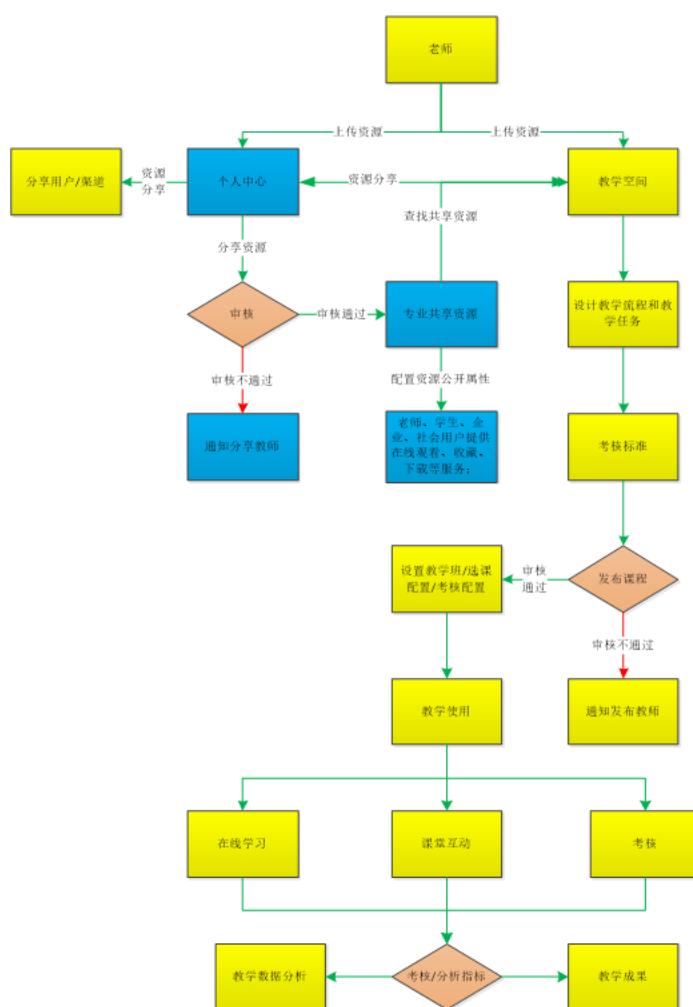 老师
上传资源
上传资源
分享用户/渠道
资源
分享
个人中心
资源分享
教学空间
查找共享资源
分享资源
审核
审核通过
专业共享资源
设计教学流程和教
学任务
审核不通过
配置资源公开属性
通知分享教师
老师、学生、企
业、社会用户提供
在线观看、收藏、
下载等服务；
考核标准
设置教学班/选课
配置/考核配置
审核
通过
发布课程
审核不通过
教学使用
通知发布教师
在线学习
课堂互动
考核
教学数据分析
考核/分析指标
教学成果